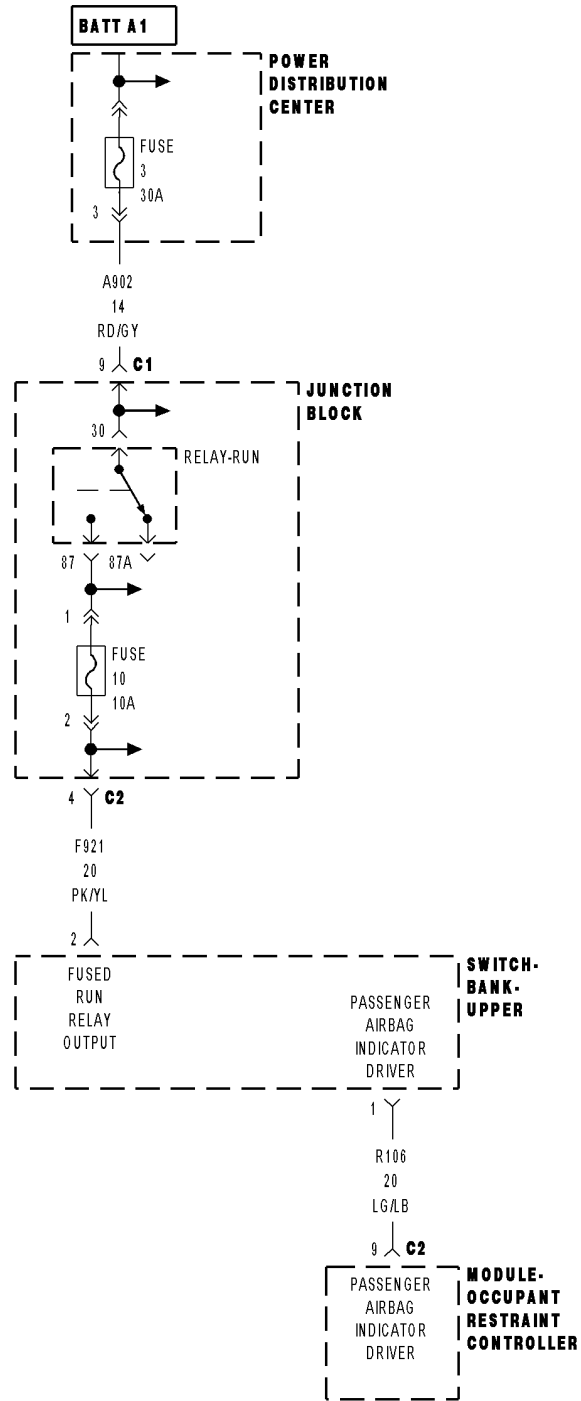 BATT A1
POWER
DISTRIBUTION
CENTER
FUSE
3
30A
3
A902
14
RD/GY
9 C1
JUNCTION
BLOCK
30
RELAY-RUN
87 87A
1
FUSE
10
10A
2
4 C2
F921
20
PK/YL
2
SWITCH-
BANK-
UPPER
FUSED
RUN
RELAY
OUTPUT
PASSENGER
AIRBAG
INDICATOR
DRIVER
1
R106
20
LG/LB
9 C2
MODULE-
OCCUPANT
RESTRAINT
CONTROLLER
PASSENGER
AIRBAG
INDICATOR
DRIVER